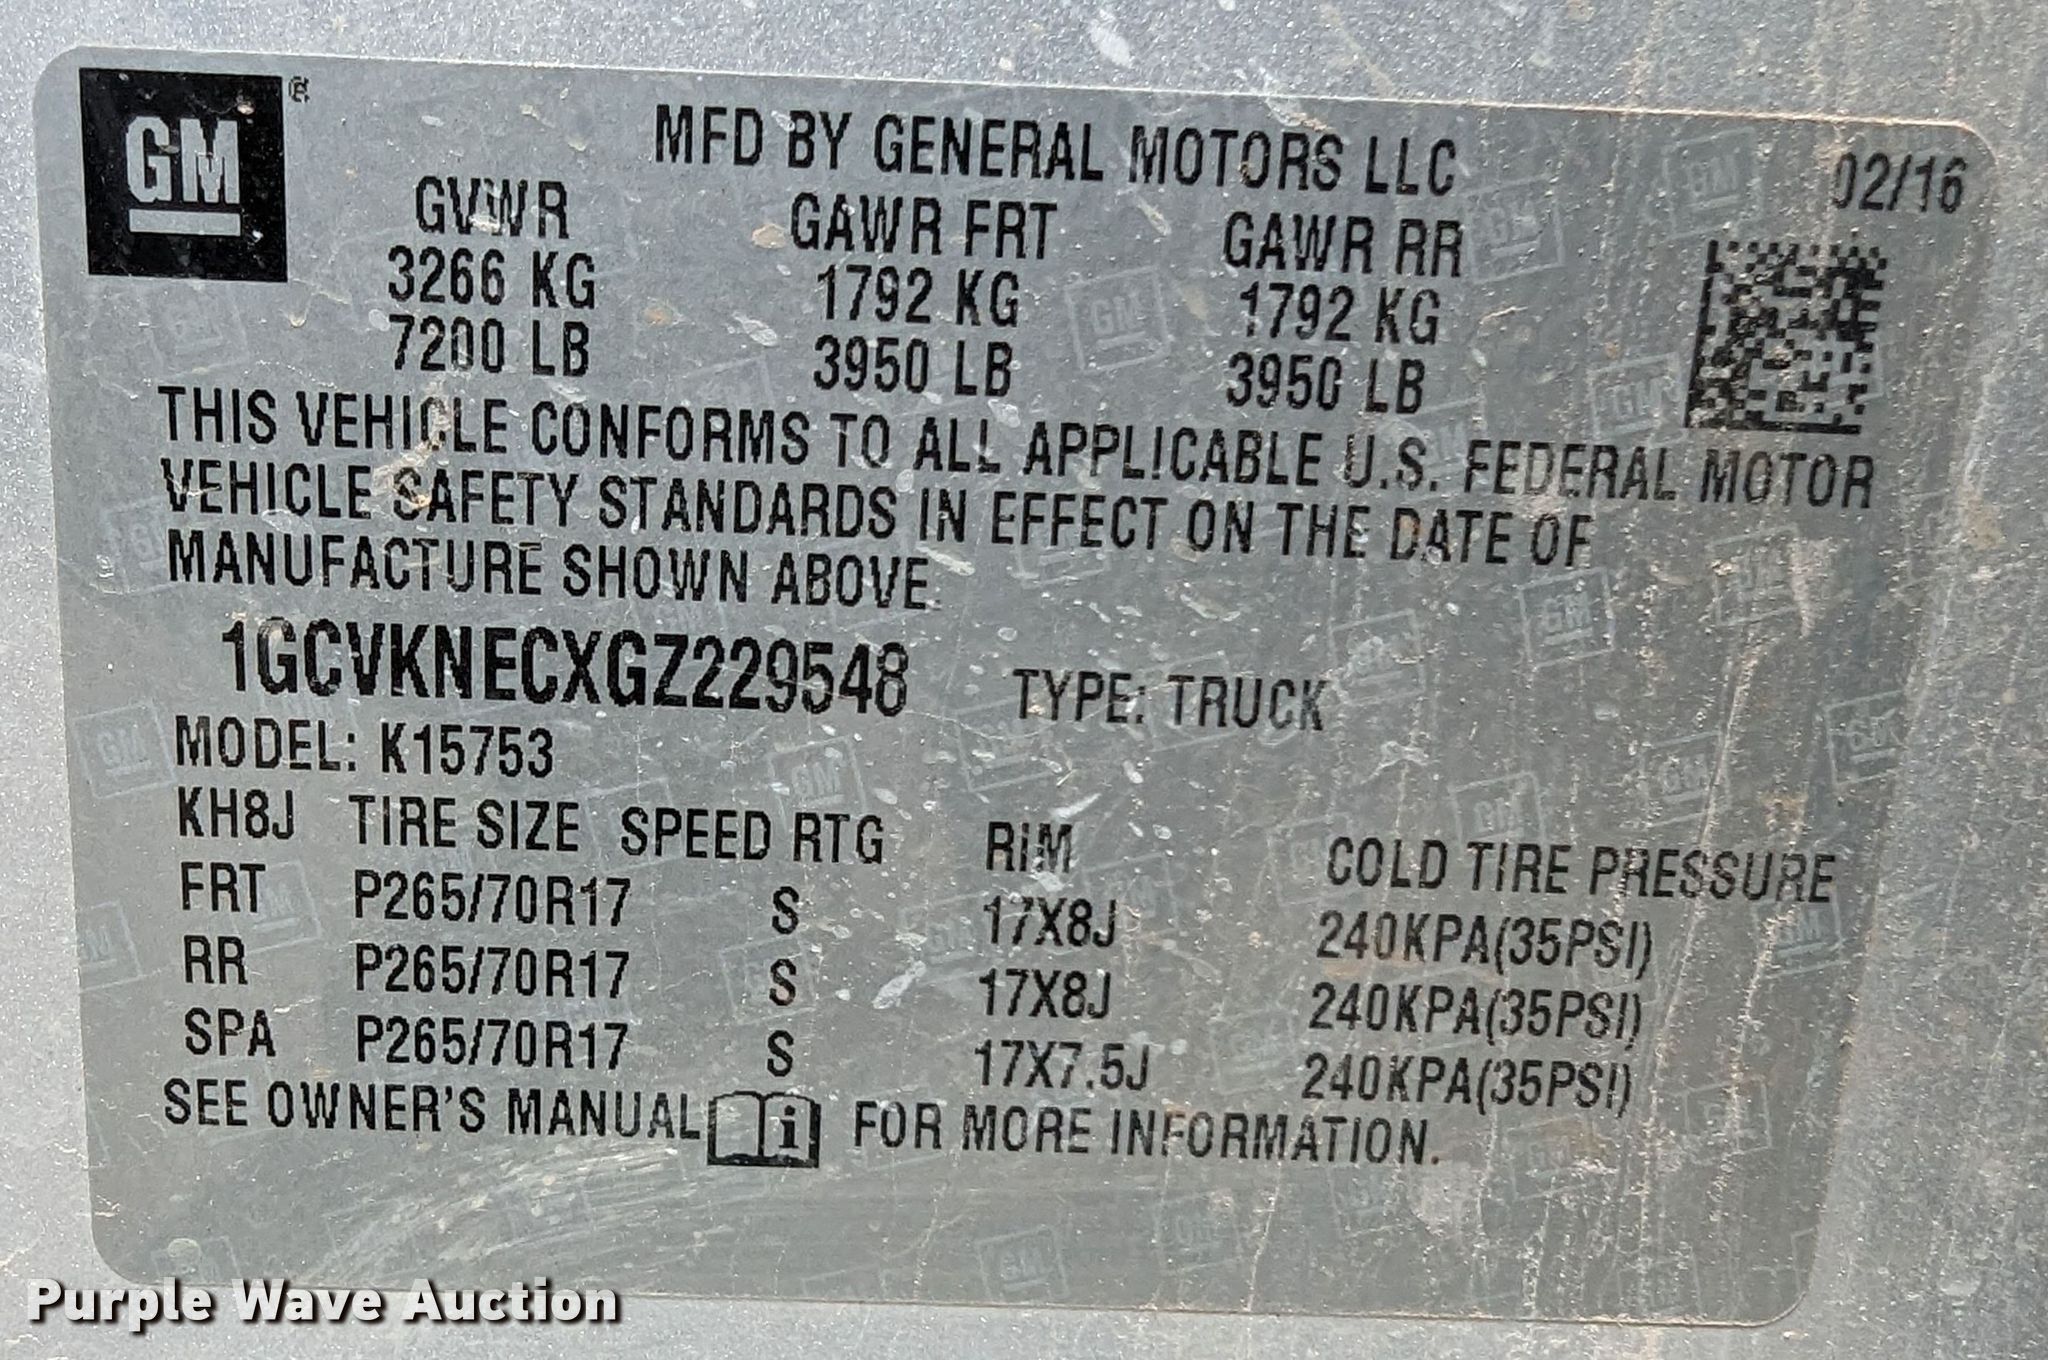 GM®
MFD BY GENERAL MOTORS LLC
02/16
GVWR GAWR FRT GAWR RR
3266 KG 1792 KG 1792 KG
7200 LB 3950 LB 3950 LB
THIS VEHICLE CONFORMS TO ALL APPLICABLE U.S. FEDERAL MOTOR
VEHICLE SAFETY STANDARDS IN EFFECT ON THE DATE OF
MANUFACTURE SHOWN ABOVE.
1GCVKNECXGZ229548 TYPE: TRUCK
MODEL: K15753
KH8J TIRE SIZE SPEED RTG RIM COLD TIRE PRESSURE
FRT P265/70R17 S 17X8J 240KPA(35PSI)
RR P265/70R17 S 17X8J 240KPA(35PSI)
SPA P265/70R17 S 17X7.5J 240KPA(35PSI)
SEE OWNER'S MANUAL i FOR MORE INFORMATION.
Purple Wave Auction